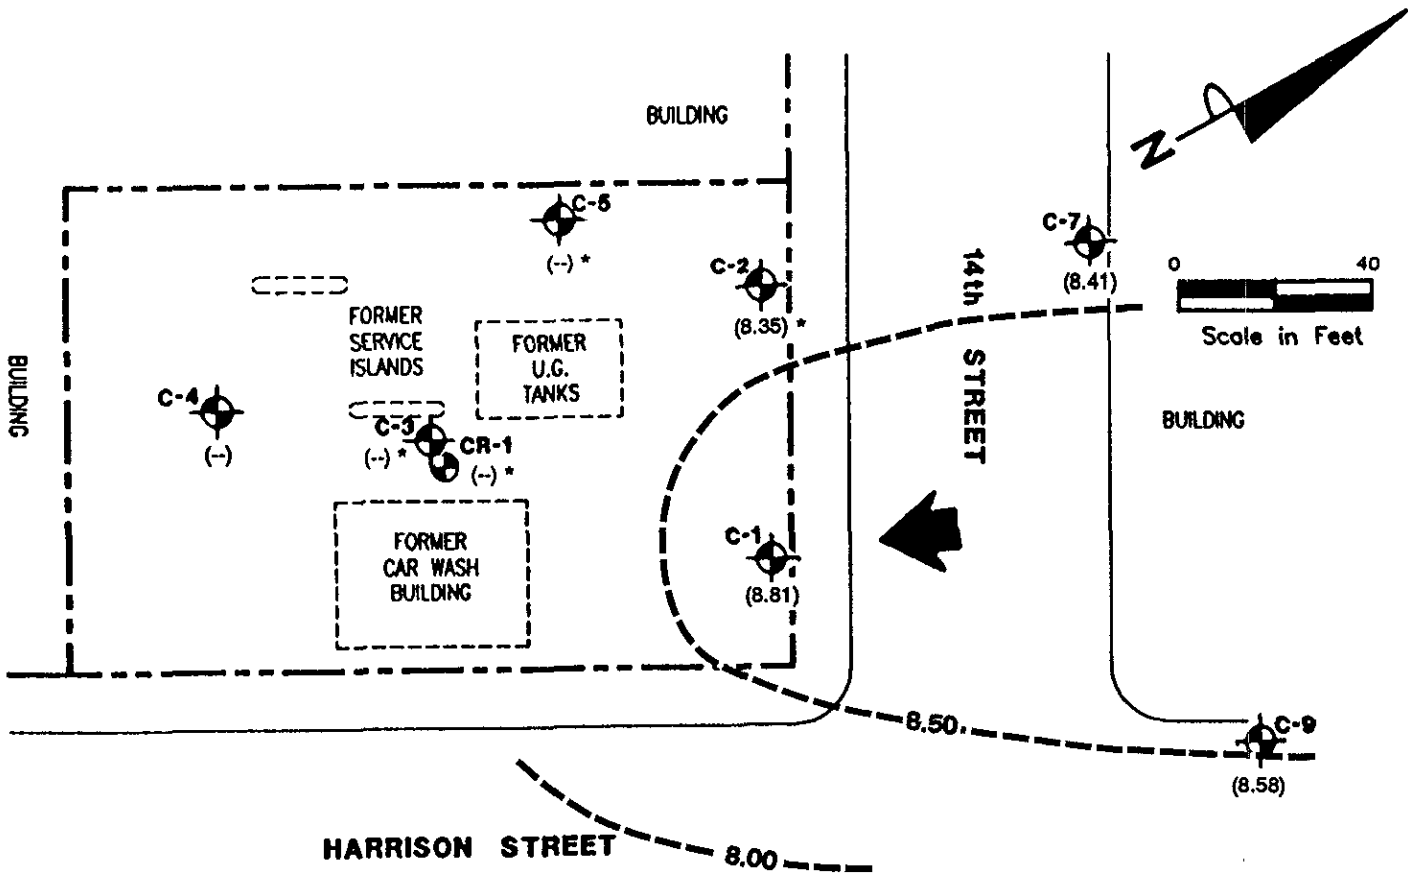 BUILDING
N
C-5
(--) *
C-7
(8.41)
0 40
Scale in Feet
C-2
(8.35) *
14th STREET
FORMER
SERVICE
ISLANDS
FORMER
U.G.
TANKS
BUILDING
C-4
(--)
C-3
(--) *
CR-1
(--) *
BUILDING
FORMER
CAR WASH
BUILDING
C-1
(8.81)
8.50
C-9
(8.58)
HARRISON STREET
8.00